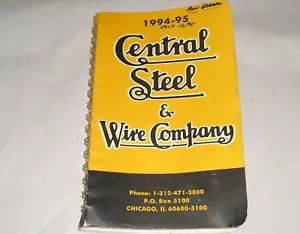 1994-95
Central
Steel
&
Wire Company
Phone: 1-312-471-3800
P.O. Box 5100
CHICAGO, IL 60680-5100